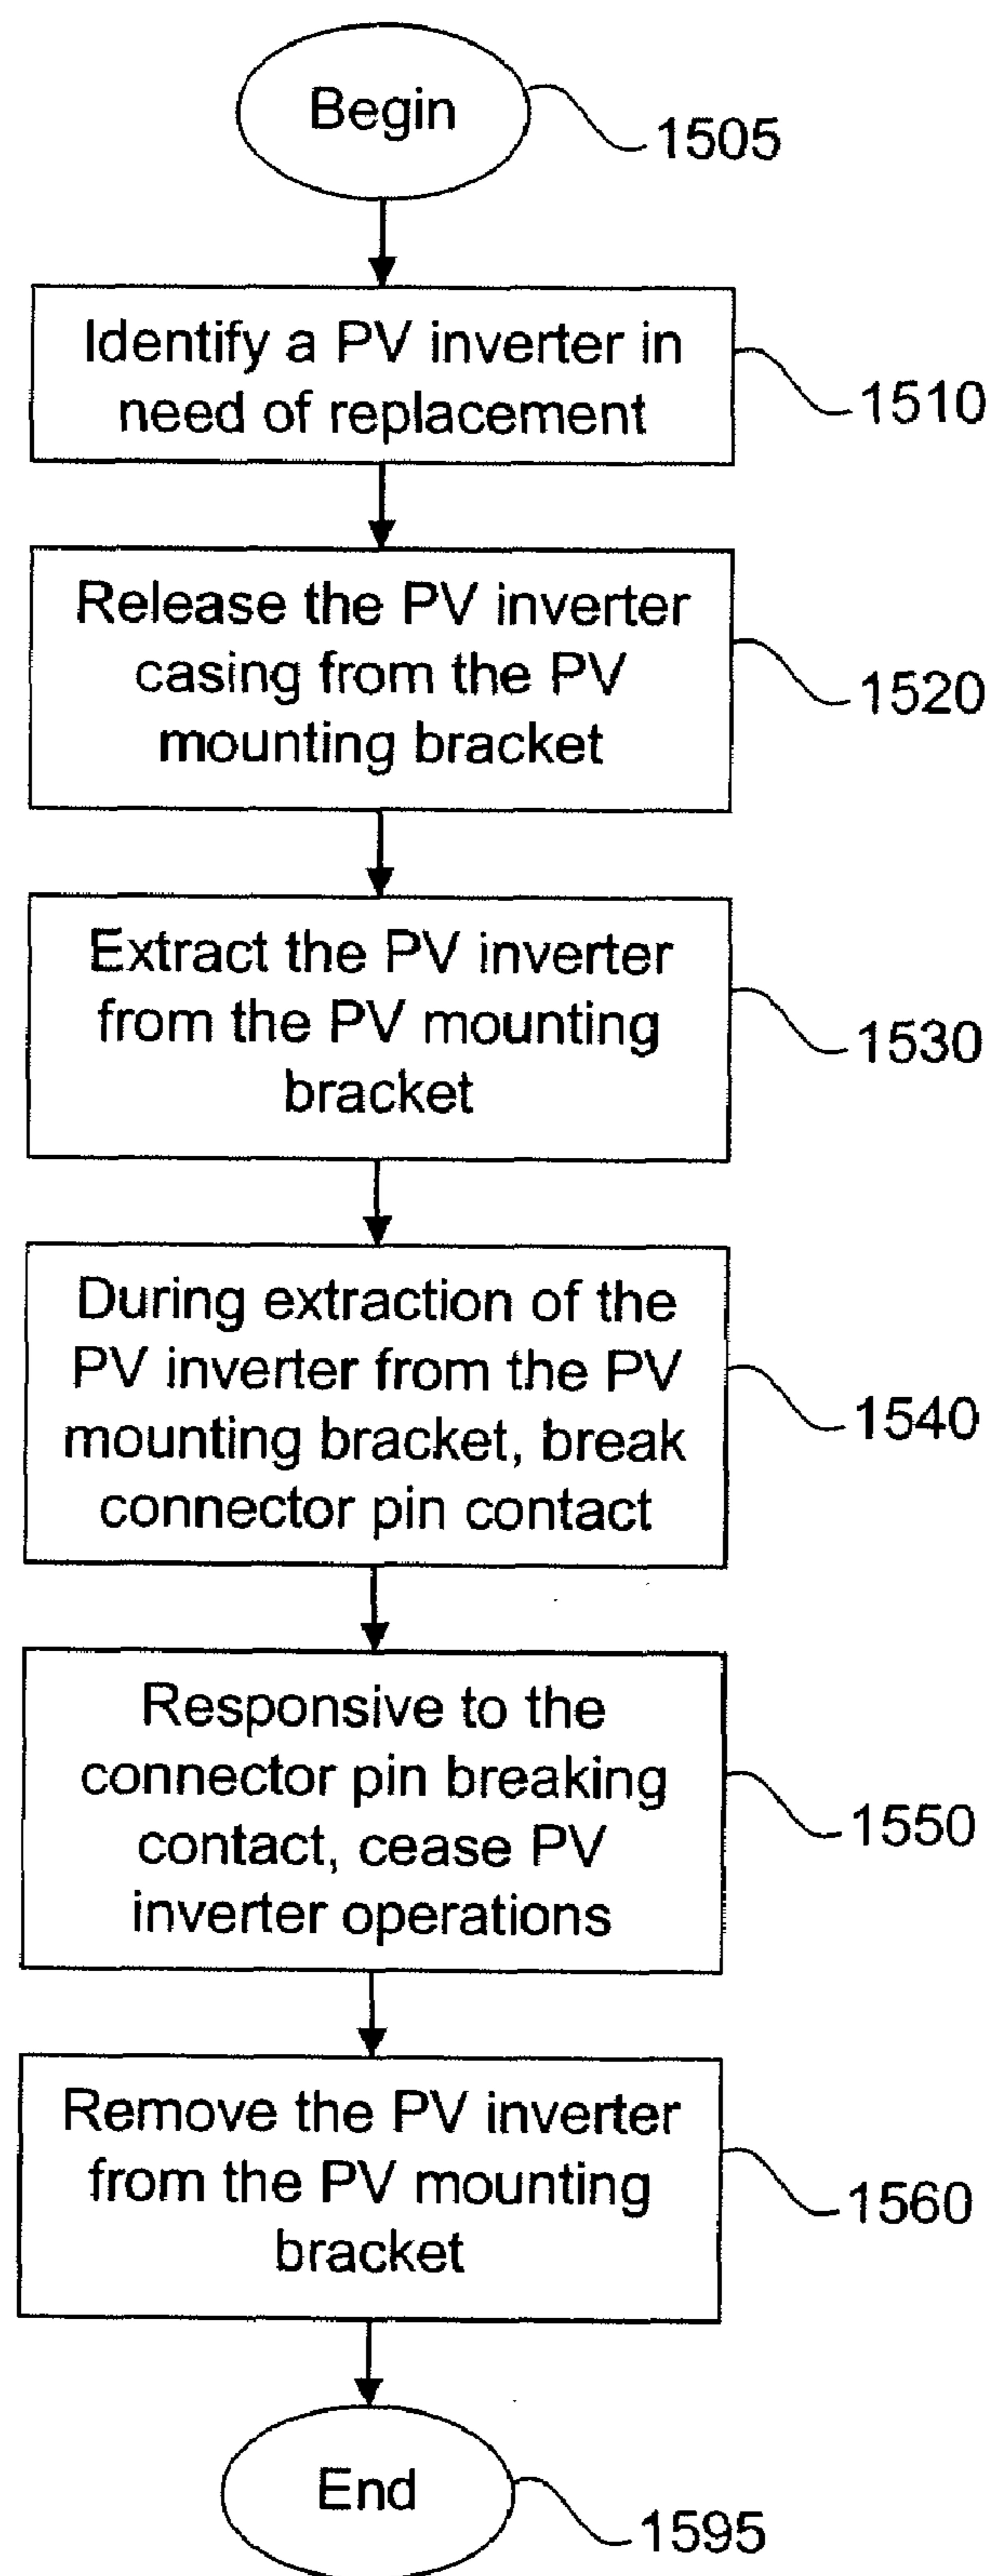 Begin
1505
Identify a PV inverter in
need of replacement
1510
Release the PV inverter
casing from the PV
mounting bracket
1520
Extract the PV inverter
from the PV mounting
bracket
1530
During extraction of the
PV inverter from the PV
mounting bracket, break
connector pin contact
1540
Responsive to the
connector pin breaking
contact, cease PV
inverter operations
1550
Remove the PV inverter
from the PV mounting
bracket
1560
End
1595